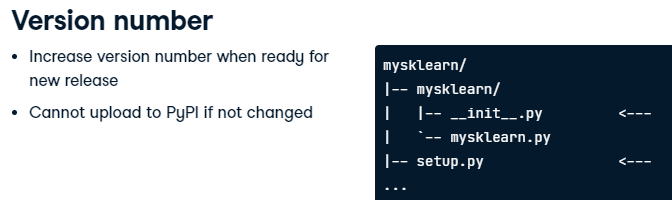 Version number
• Increase version number when ready for
new release
• Cannot upload to PyPI if not changed
mysklearn/
|-- mysklearn/
|   |-- __init__.py         <---
|   `-- mysklearn.py
|-- setup.py                <---
...